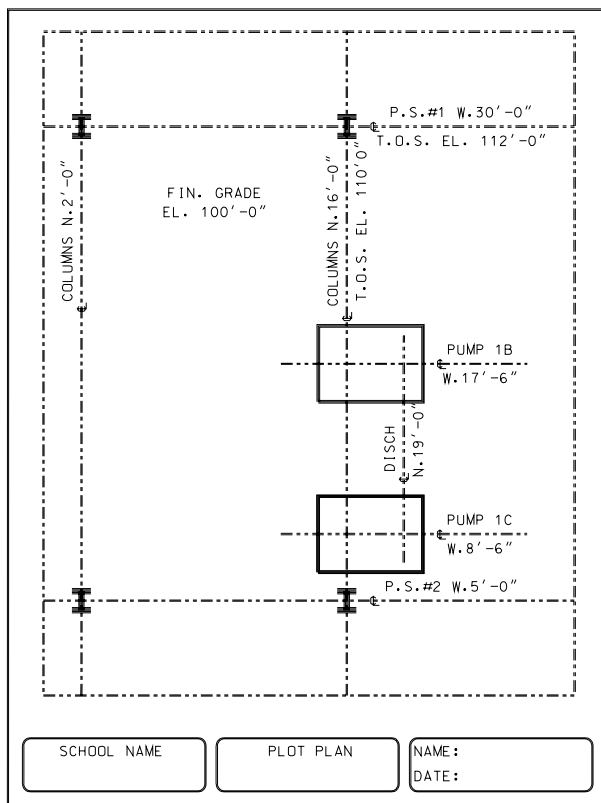 P.S.#1 W.30'-0"
T.O.S. EL. 112'-0"
FIN. GRADE
EL. 100'-0"
COLUMNS N.2'-0"
COLUMNS N.16'-0"
T.O.S. EL. 110'0"
PUMP 1B
W.17'-6"
DISCH
N.19'-0"
PUMP 1C
W.8'-6"
P.S.#2 W.5'-0"
SCHOOL NAME
PLOT PLAN
NAME:
DATE: